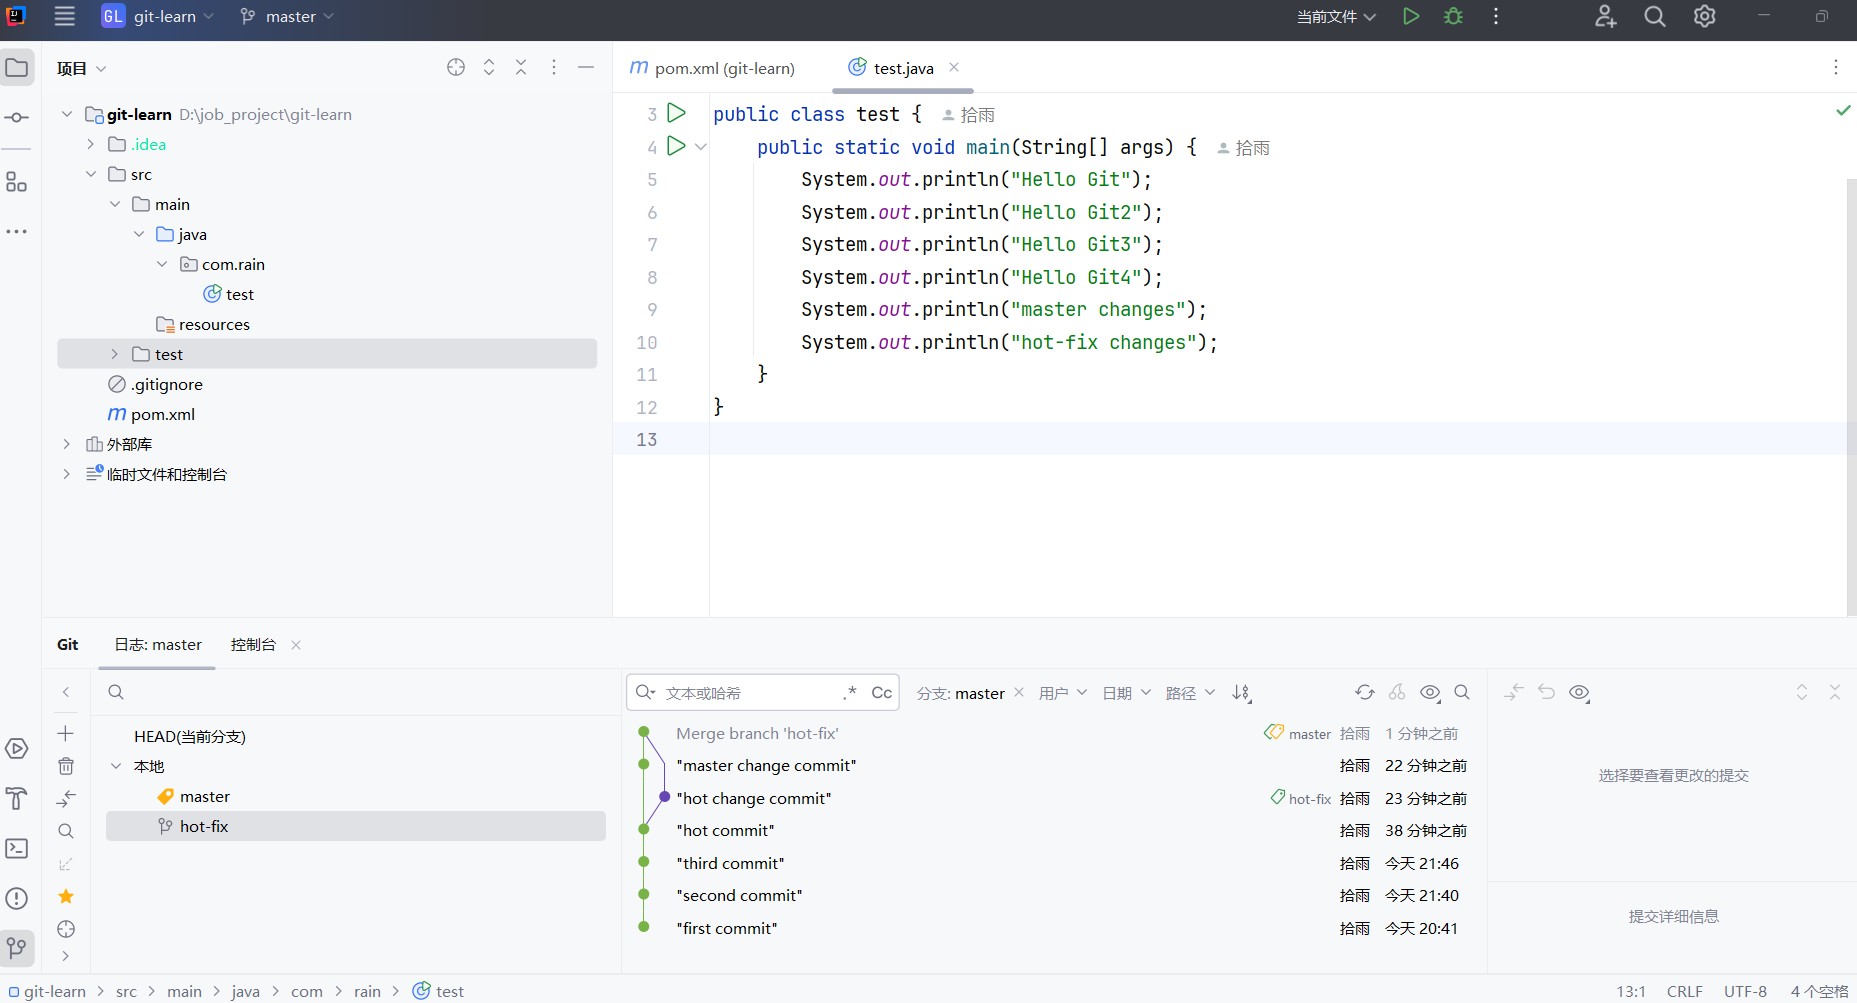 GL git-learn master 当前文件
项目
pom.xml (git-learn) test.java
git-learn D:\job_project\git-learn
.idea
src
main
java
com.rain
test
resources
test
.gitignore
pom.xml
外部库
临时文件和控制台
3 public class test { 拾雨
4 public static void main(String[] args) { 拾雨
5 System.out.println("Hello Git");
6 System.out.println("Hello Git2");
7 System.out.println("Hello Git3");
8 System.out.println("Hello Git4");
9 System.out.println("master changes");
10 System.out.println("hot-fix changes");
11 }
12 }
13
Git 日志: master 控制台
文本或哈希 .* Cc 分支: master 用户 日期 路径
HEAD(当前分支)
本地
master
hot-fix
Merge branch 'hot-fix' master 拾雨 1 分钟之前
"master change commit" 拾雨 22 分钟之前
"hot change commit" hot-fix 拾雨 23 分钟之前
"hot commit" 拾雨 38 分钟之前
"third commit" 拾雨 今天 21:46
"second commit" 拾雨 今天 21:40
"first commit" 拾雨 今天 20:41
选择要查看更改的提交
提交详细信息
git-learn > src > main > java > com > rain > test 13:1 CRLF UTF-8 4 个空格